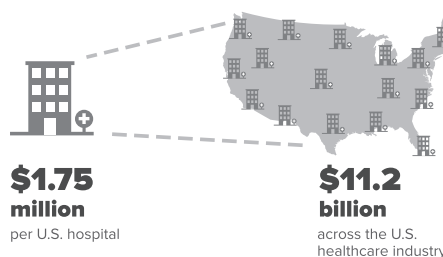 $1.75
million
per U.S. hospital
$11.2
billion
across the U.S.
healthcare industry